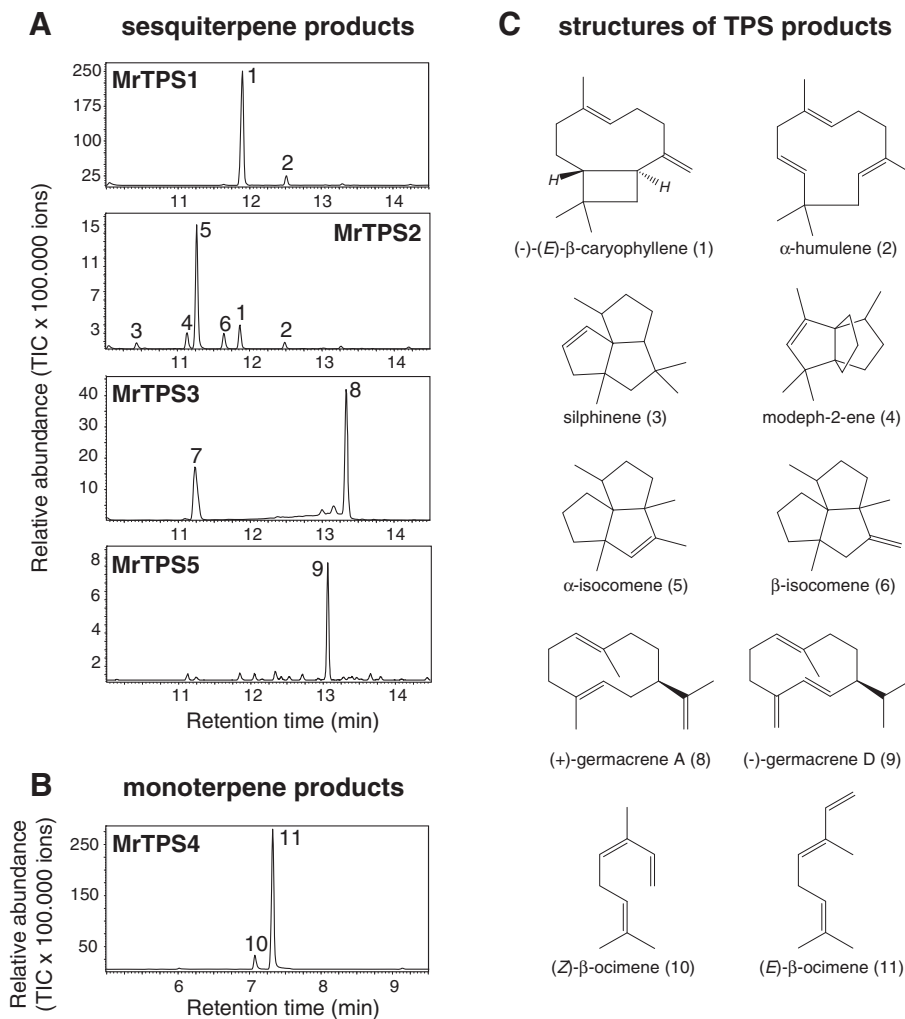 A sesquiterpene products
MrTPS1
250
175
100
25
1
2
11 12 13 14
MrTPS2
15
11
7
3
3 4 5 6 1 2
11 12 13 14
MrTPS3
40
30
20
10
7 8
11 12 13 14
MrTPS5
8
6
4
2
9
11 12 13 14
Relative abundance (TIC x 100.000 ions)
Retention time (min)
B monoterpene products
MrTPS4
250
150
50
10 11
6 7 8 9
Relative abundance
(TIC x 100.000 ions)
Retention time (min)
C structures of TPS products
H H
(-)-(E)-β-caryophyllene (1) α-humulene (2)
silphinene (3) modeph-2-ene (4)
α-isocomene (5) β-isocomene (6)
(+)-germacrene A (8) (-)-germacrene D (9)
(Z)-β-ocimene (10) (E)-β-ocimene (11)